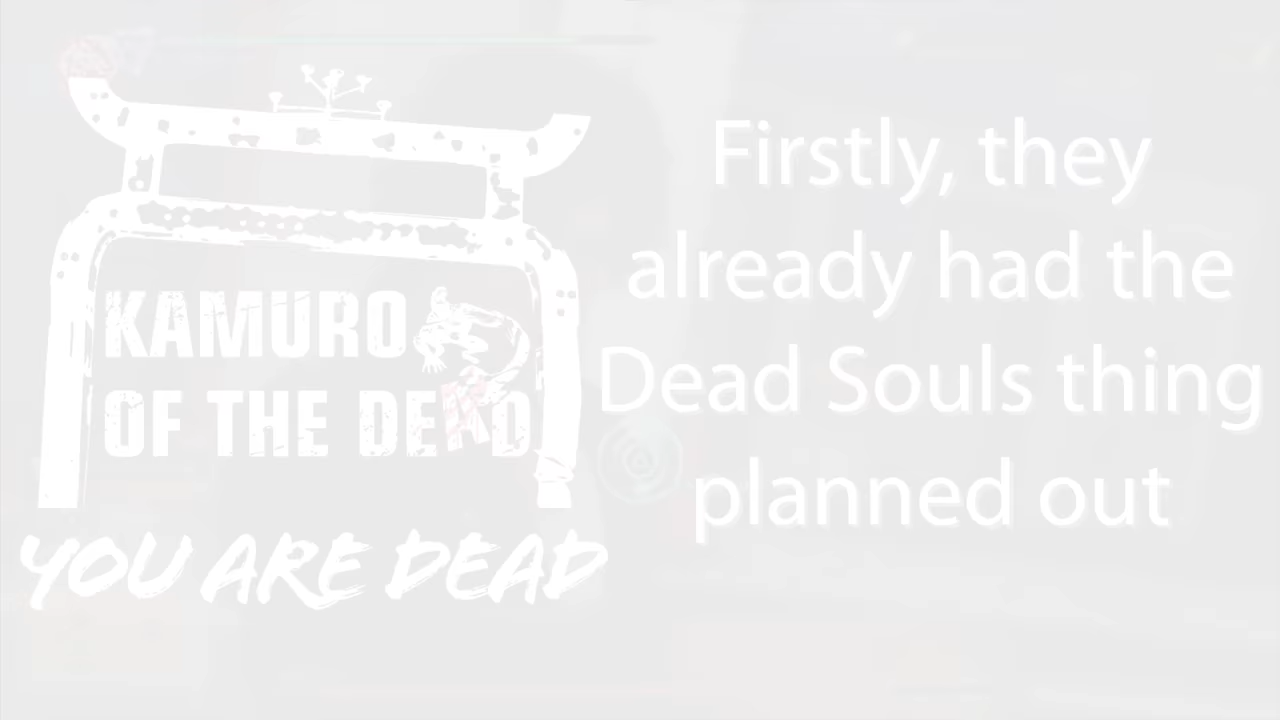 KAMURO
OF THE DEAD
YOU ARE DEAD
Firstly, they
already had the
Dead Souls thing
planned out